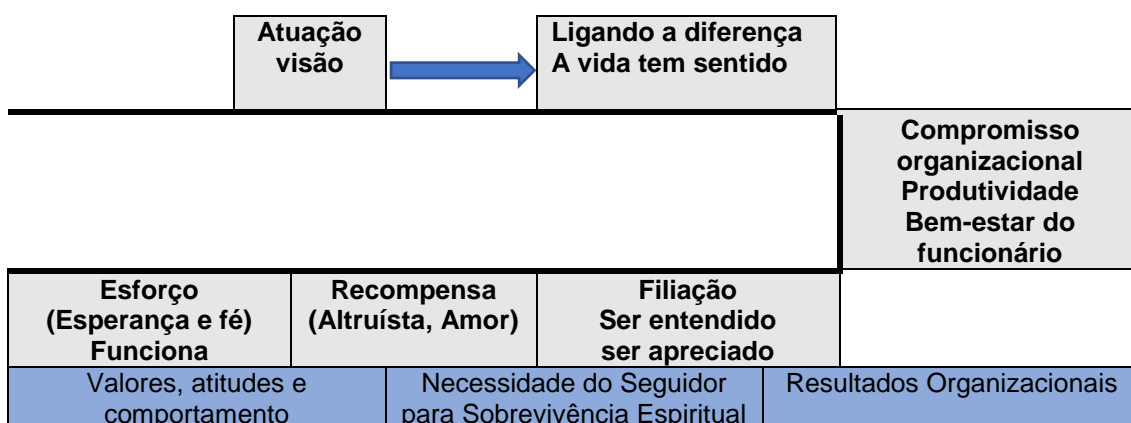 Atuação
visão
Ligando a diferença
A vida tem sentido
Compromisso
organizacional
Produtividade
Bem-estar do
funcionário
Esforço
(Esperança e fé)
Funciona
Recompensa
(Altruísta, Amor)
Filiação
Ser entendido
ser apreciado
Valores, atitudes e
comportamento
Necessidade do Seguidor
para Sobrevivência Espiritual
Resultados Organizacionais